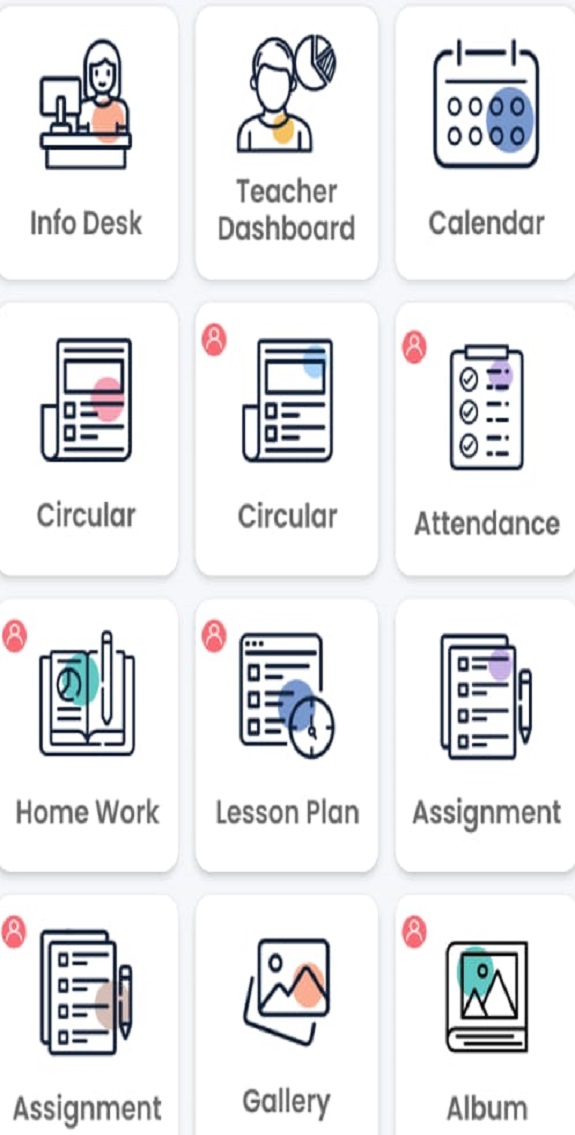 Info Desk
Teacher
Dashboard
Calendar
Circular
Circular
Attendance
Home Work
Lesson Plan
Assignment
Assignment
Gallery
Album